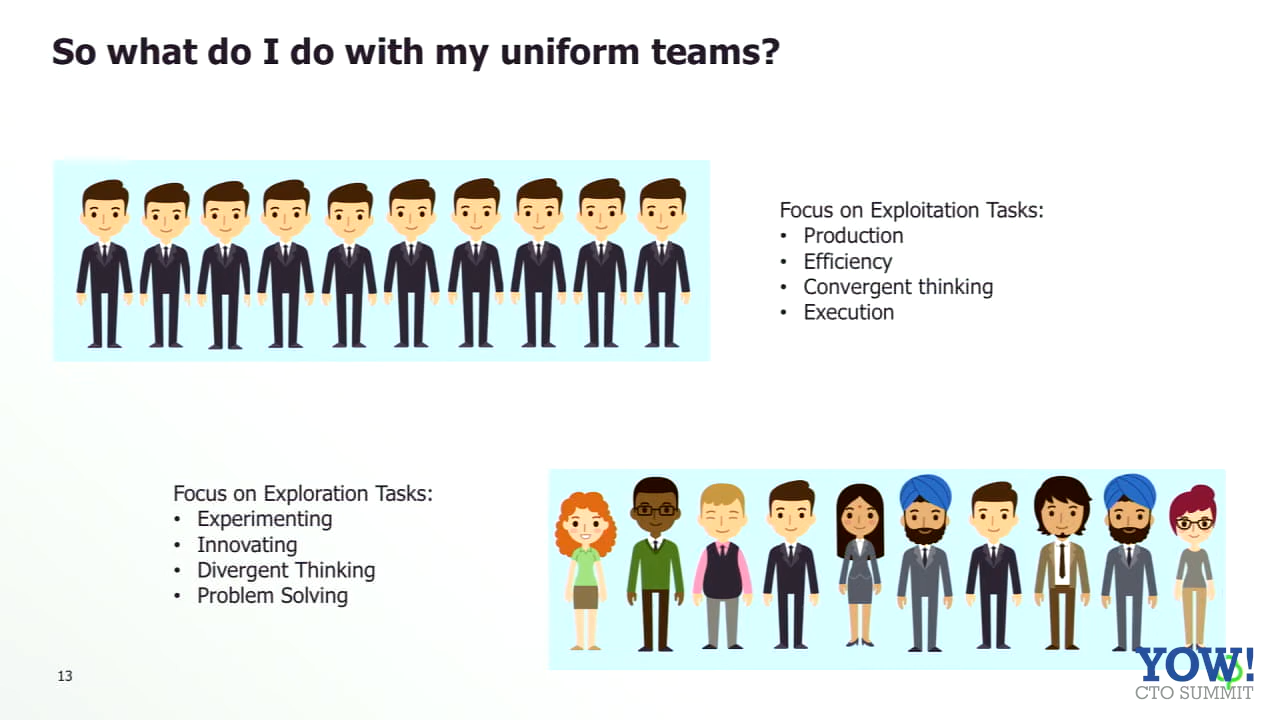 So what do I do with my uniform teams?
Focus on Exploitation Tasks:
• Production
• Efficiency
• Convergent thinking
• Execution
Focus on Exploration Tasks:
• Experimenting
• Innovating
• Divergent Thinking
• Problem Solving
13
YOW!
CTO SUMMIT